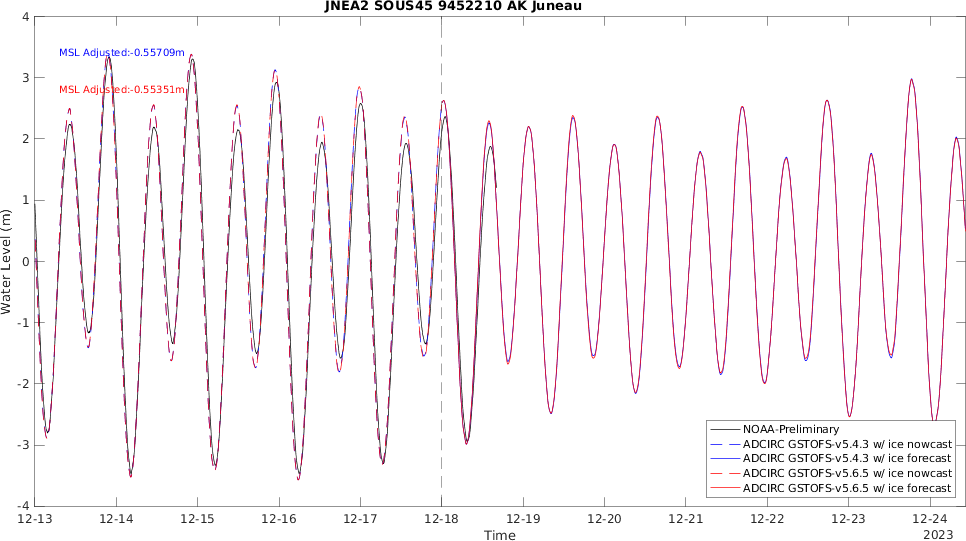 JNEA2 SOUS45 9452210 AK Juneau
4
3
2
1
0
-1
-2
-3
-4
Water Level (m)
MSL Adjusted:-0.55709m
MSL Adjusted:-0.55351m
NOAA-Preliminary
ADCIRC GSTOFS-v5.4.3 w/ ice nowcast
ADCIRC GSTOFS-v5.4.3 w/ ice forecast
ADCIRC GSTOFS-v5.6.5 w/ ice nowcast
ADCIRC GSTOFS-v5.6.5 w/ ice forecast
12-13 12-14 12-15 12-16 12-17 12-18 12-19 12-20 12-21 12-22 12-23 12-24
2023
Time